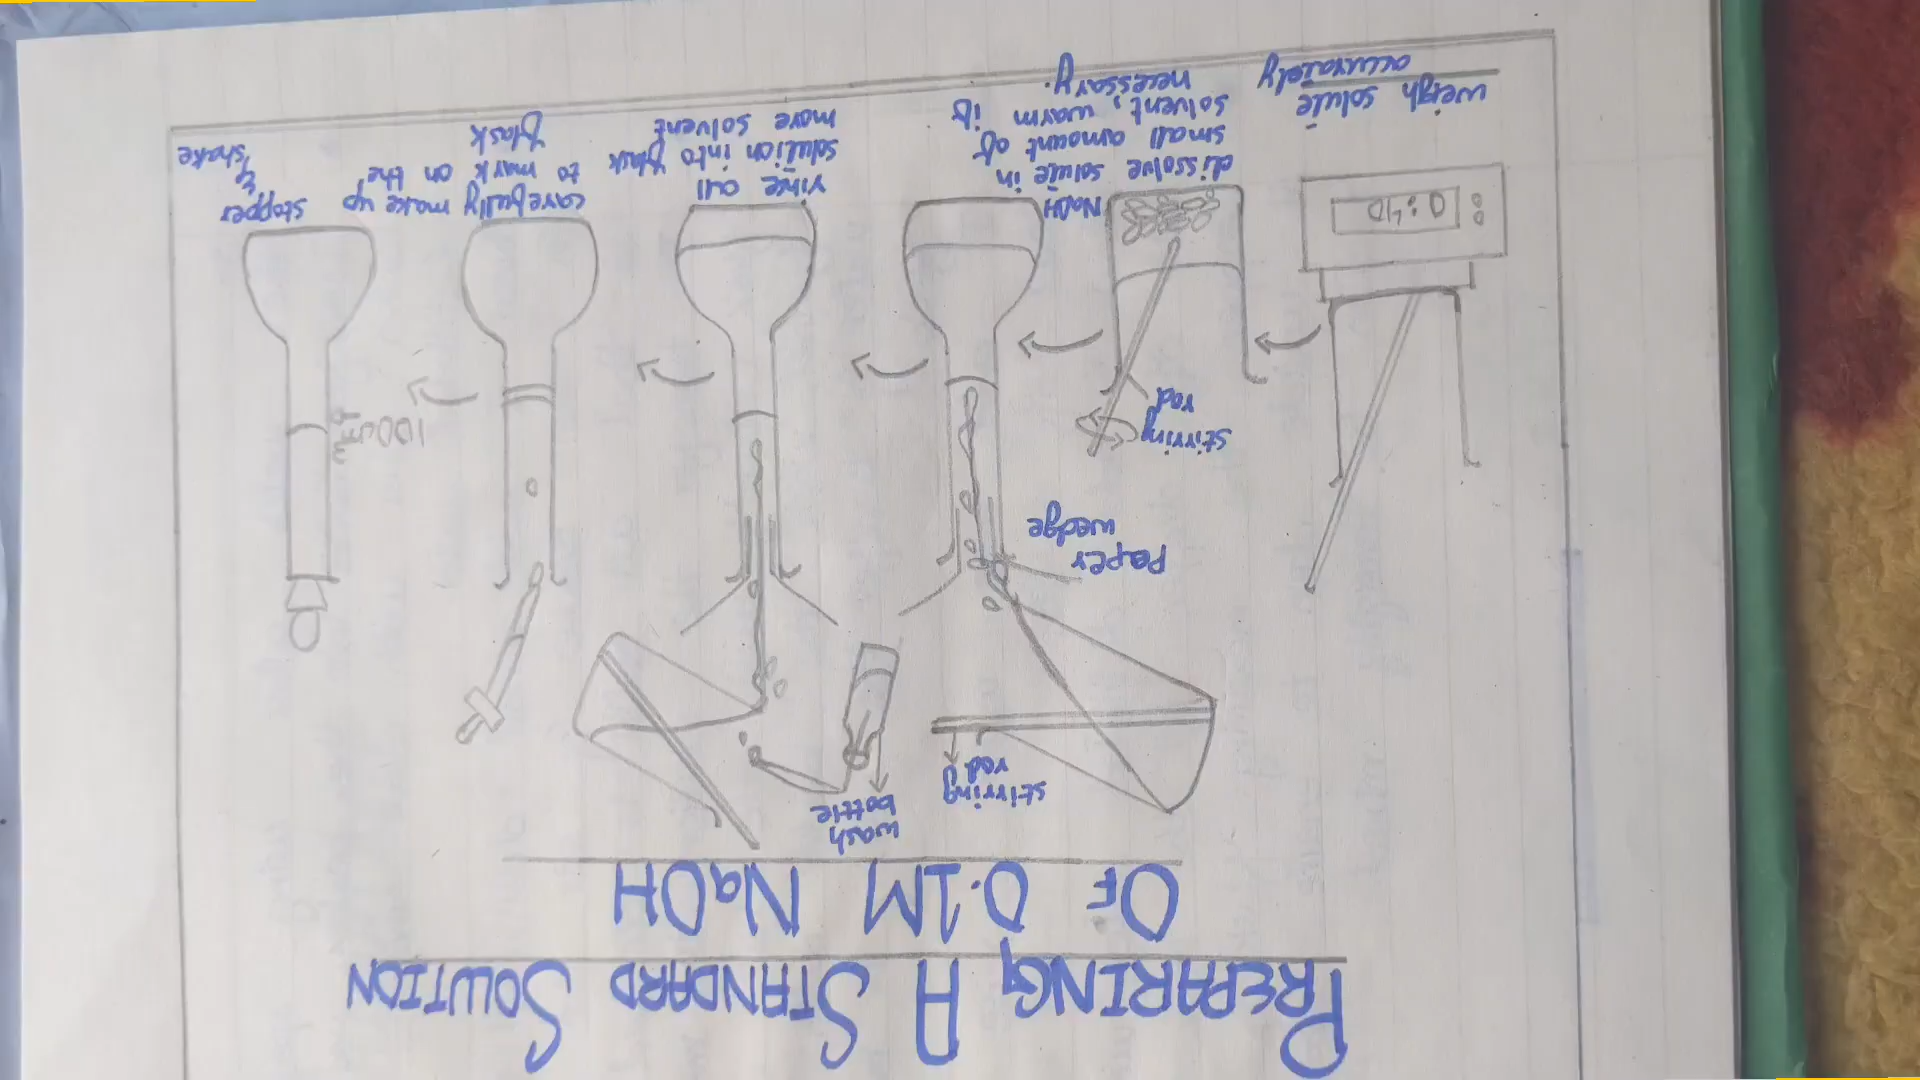 PREPARING A STANDARD SOLUTION
OF 0.1M NaOH
stirring
rod
wash
bottle
paper
wedge
stirring
rod
100cm3
0:40
NaOH
weigh solute
accurately
dissolve solute in
small amount of
solvent, warm if
necessary.
rine all
solution into flask
more solvent
carefully make up
to mark on the
flask
stopper
& shake